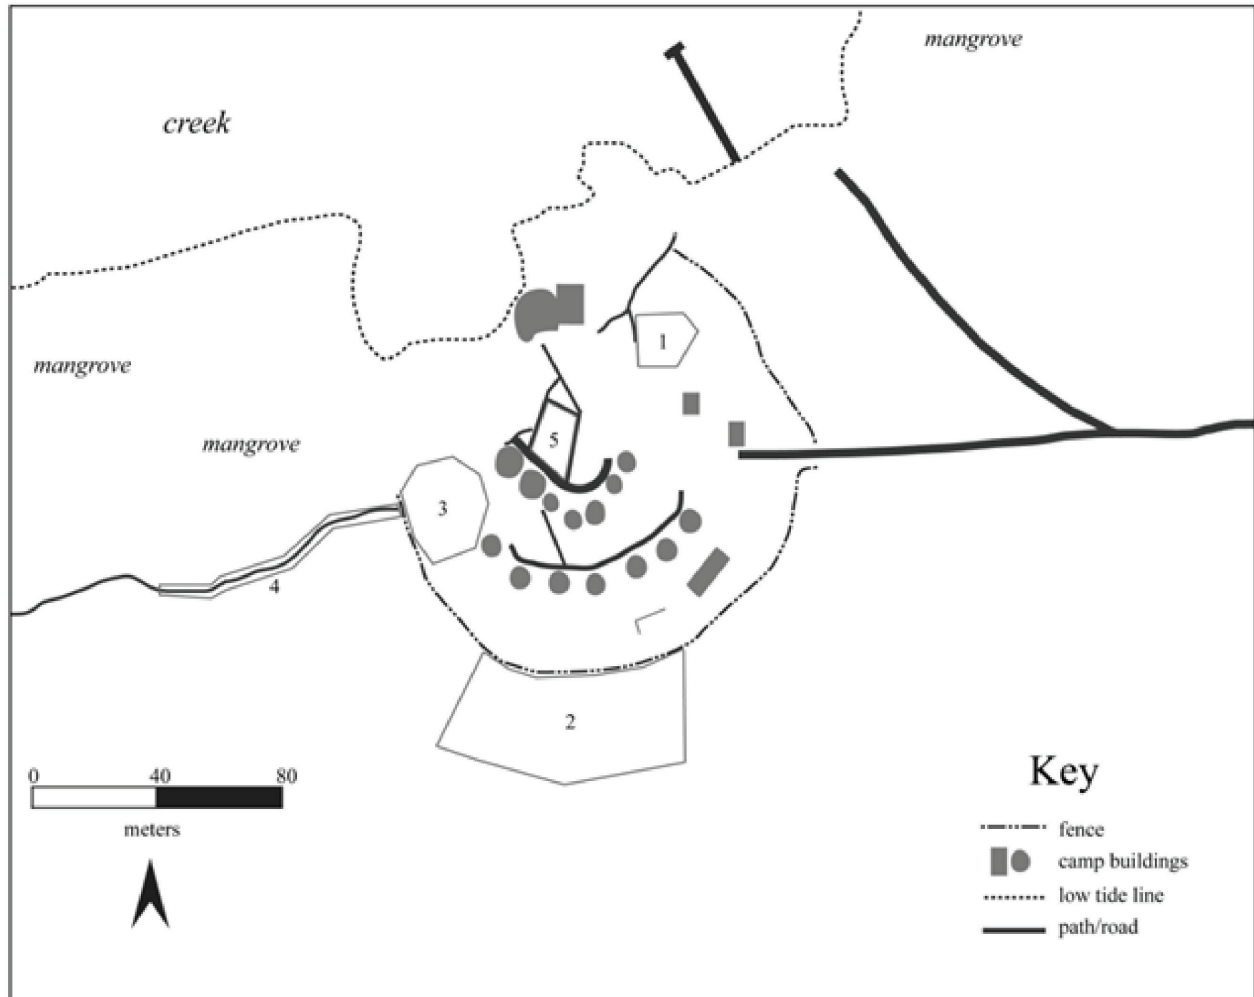 mangrove
creek
1
mangrove
mangrove
5
3
4
2
0 40 80
meters
Key
fence
camp buildings
low tide line
path/road